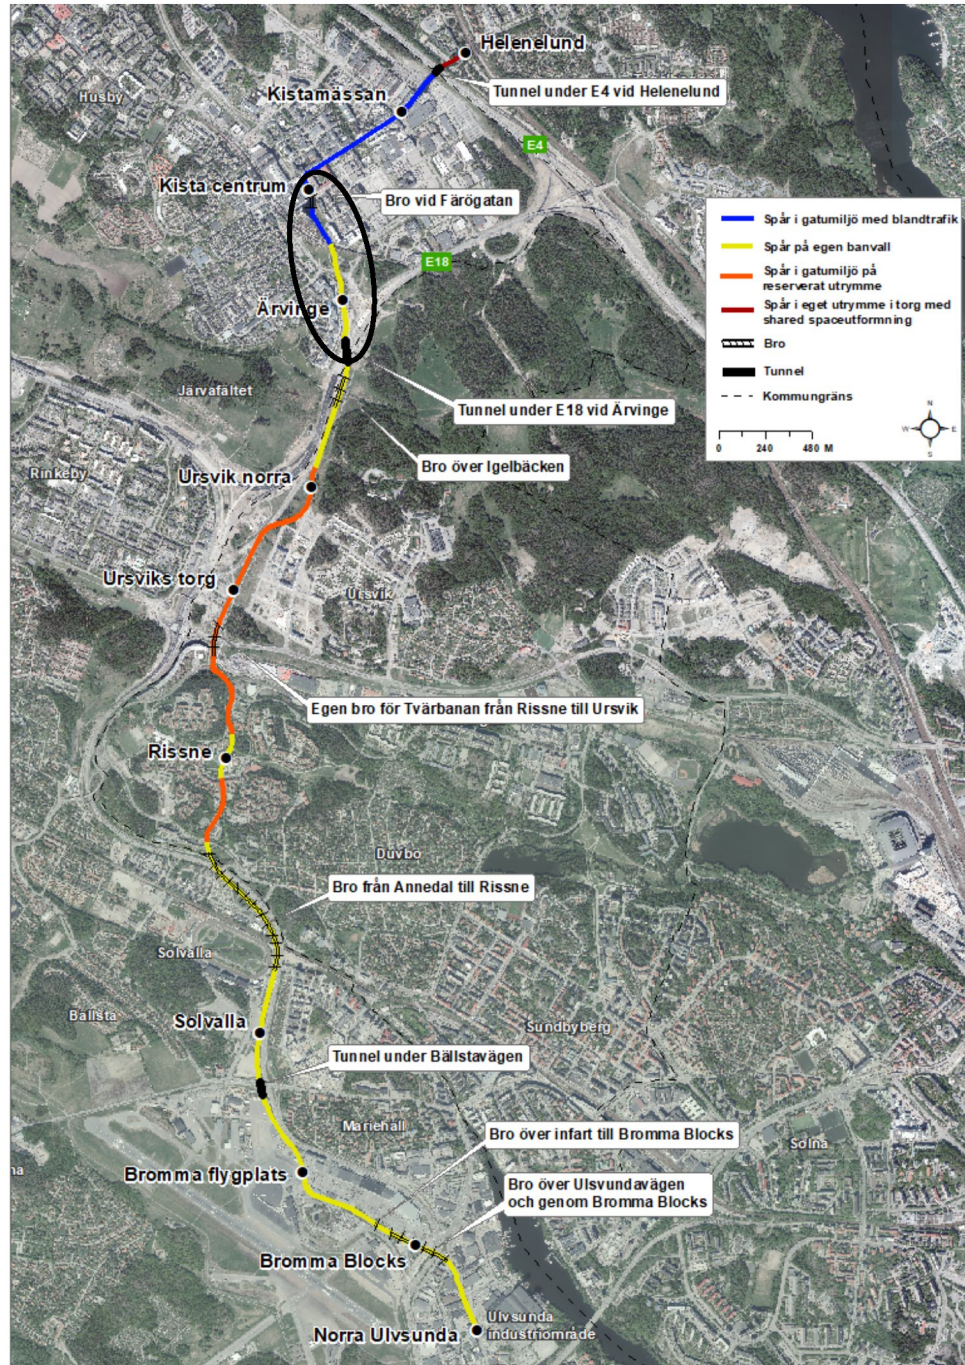 Helenelund
Tunnel under E4 vid Helenelund
Husby
Kistamässan
E4
Kista centrum
Bro vid Färögatan
E18
Spår i gatumiljö med blandtrafik
Spår på egen banvall
Spår i gatumiljö på
reserverat utrymme
Spår i eget utrymme i torg med
shared spaceutformning
Bro
Tunnel
Kommungräns
N
W
E
S
0
240
480 M
Ärvinge
Järvafältet
Tunnel under E18 vid Ärvinge
Bro över Igelbäcken
Rinkeby
Ursvik norra
Ursviks torg
Ursvik
Egen bro för Tvärbanan från Rissne till Ursvik
Rissne
Duvbo
Bro från Annedal till Rissne
Solvalla
Bällsta
Solvalla
Sundbyberg
Tunnel under Bällstavägen
Mariehäll
Bro över infart till Bromma Blocks
Solna
na
Bromma flygplats
Bro över Ulsvundavägen
och genom Bromma Blocks
Bromma Blocks
Norra Ulvsunda
Ulvsunda
industriområde